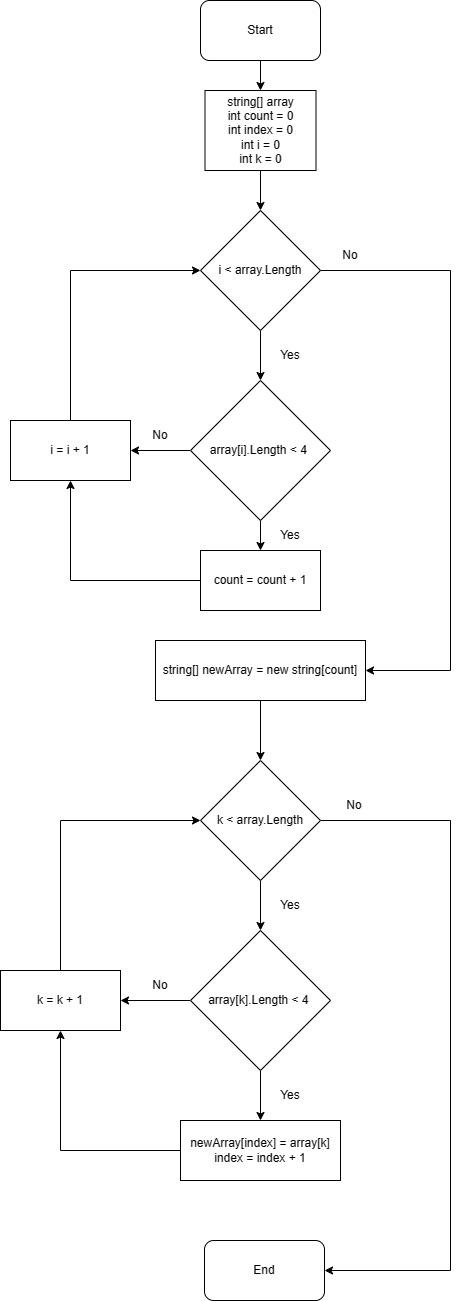 Start
string[] array
int count = 0
int index = 0
int i = 0
int k = 0
i < array.Length
No
Yes
array[i].Length < 4
No
i = i + 1
Yes
count = count + 1
string[] newArray = new string[count]
k < array.Length
No
Yes
array[k].Length < 4
No
k = k + 1
Yes
newArray[index] = array[k]
index = index + 1
End